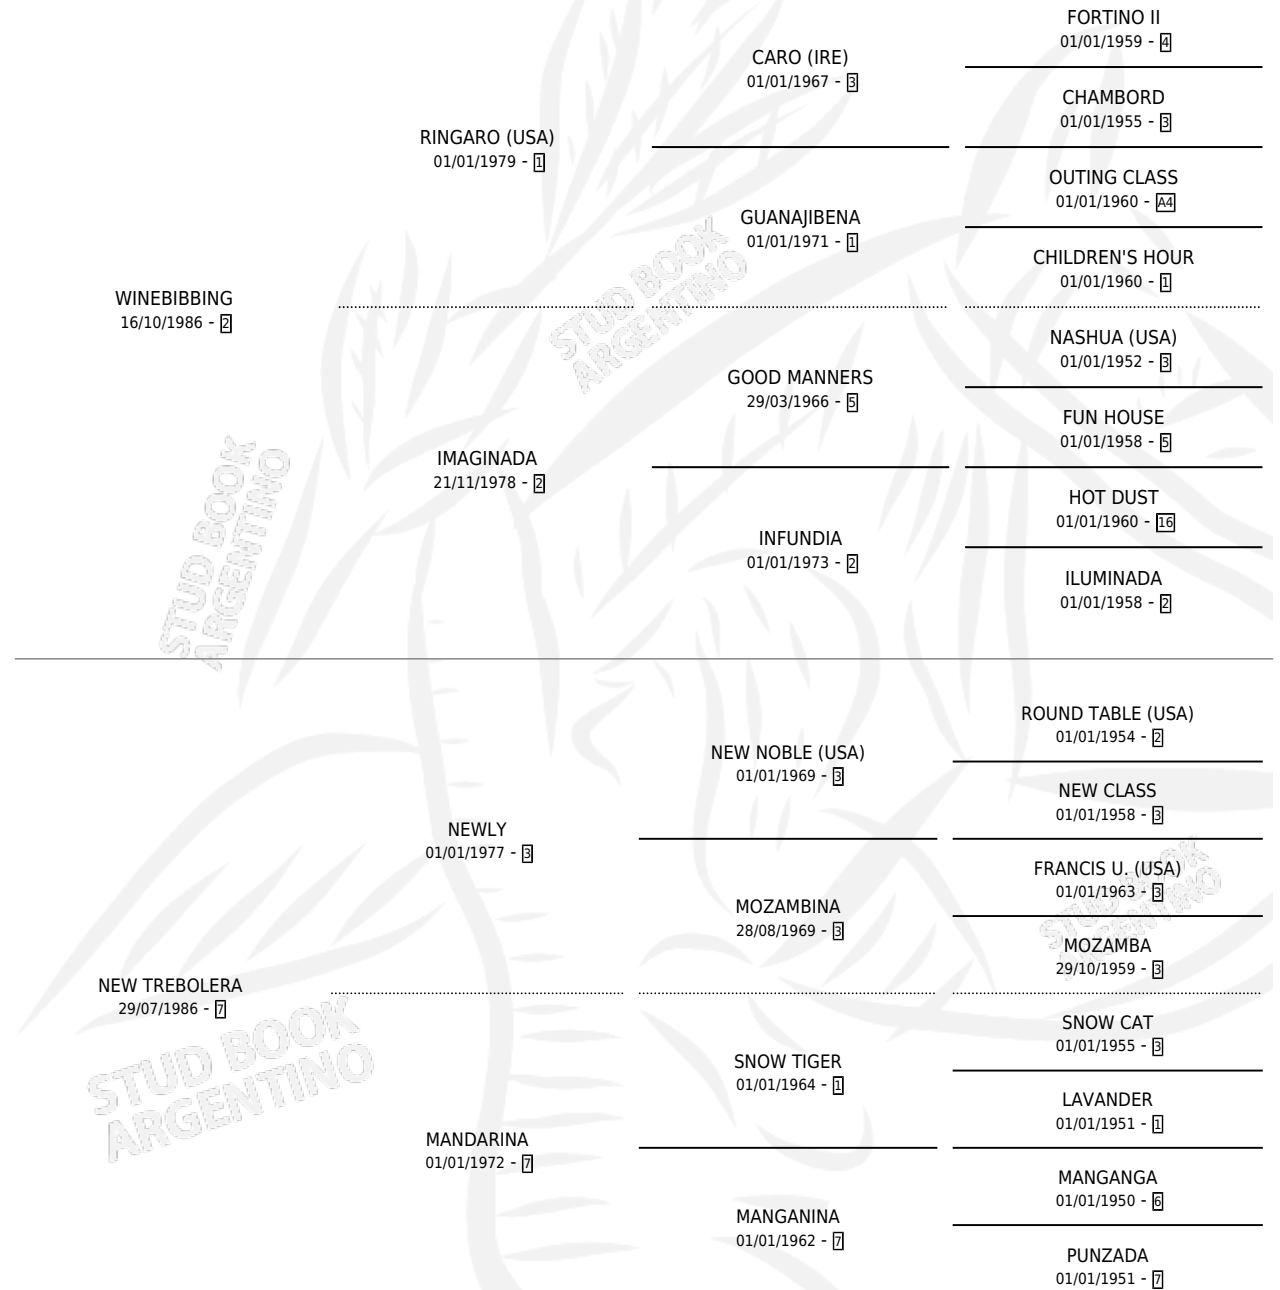 FORTINO II
01/01/1959 - 4
CARO (IRE)
01/01/1967 - 3
CHAMBORD
01/01/1955 - 3
RINGARO (USA)
01/01/1979 - 1
OUTING CLASS
01/01/1960 - A4
GUANAJIBENA
01/01/1971 - 1
CHILDREN'S HOUR
01/01/1960 - 1
WINEBIBBING
16/10/1986 - 2
NASHUA (USA)
01/01/1952 - 3
GOOD MANNERS
29/03/1966 - 5
FUN HOUSE
01/01/1958 - 5
IMAGINADA
21/11/1978 - 2
HOT DUST
01/01/1960 - 16
INFUNDIA
01/01/1973 - 2
ILUMINADA
01/01/1958 - 2
STUD BOOK
ARGENTINO
STUD BOOK
ARGENTINO
ROUND TABLE (USA)
01/01/1954 - 2
NEW NOBLE (USA)
01/01/1969 - 3
NEW CLASS
01/01/1958 - 3
NEWLY
01/01/1977 - 3
FRANCIS U. (USA)
01/01/1963 - 3
MOZAMBINA
28/08/1969 - 3
MOZAMBA
29/10/1959 - 3
NEW TREBOLERA
29/07/1986 - 7
SNOW CAT
01/01/1955 - 3
SNOW TIGER
01/01/1964 - 1
LAVANDER
01/01/1951 - 1
MANDARINA
01/01/1972 - 7
MANGANGA
01/01/1950 - 6
MANGANINA
01/01/1962 - 7
PUNZADA
01/01/1951 - 7
STUD BOOK
ARGENTINO
STUD BOOK
ARGENTINO